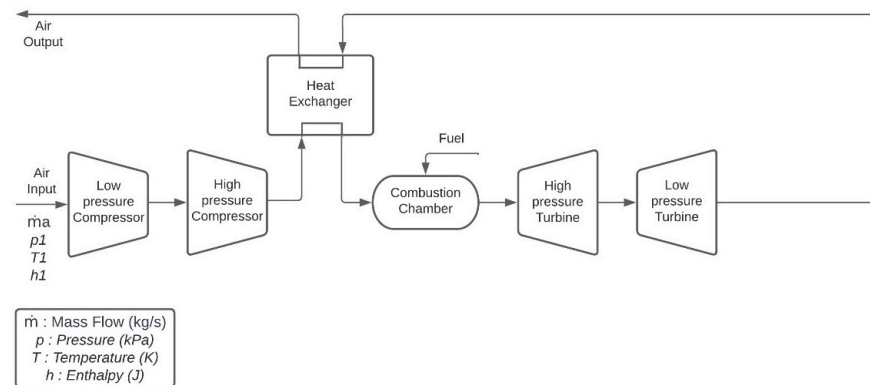 Air
Output
Heat
Exchanger
Fuel
Air
Input
Low
pressure
Compressor
High
pressure
Compressor
Combustion
Chamber
High
pressure
Turbine
Low
pressure
Turbine
ṁa
p1
T1
h1
ṁ : Mass Flow (kg/s)
p : Pressure (kPa)
T : Temperature (K)
h : Enthalpy (J)